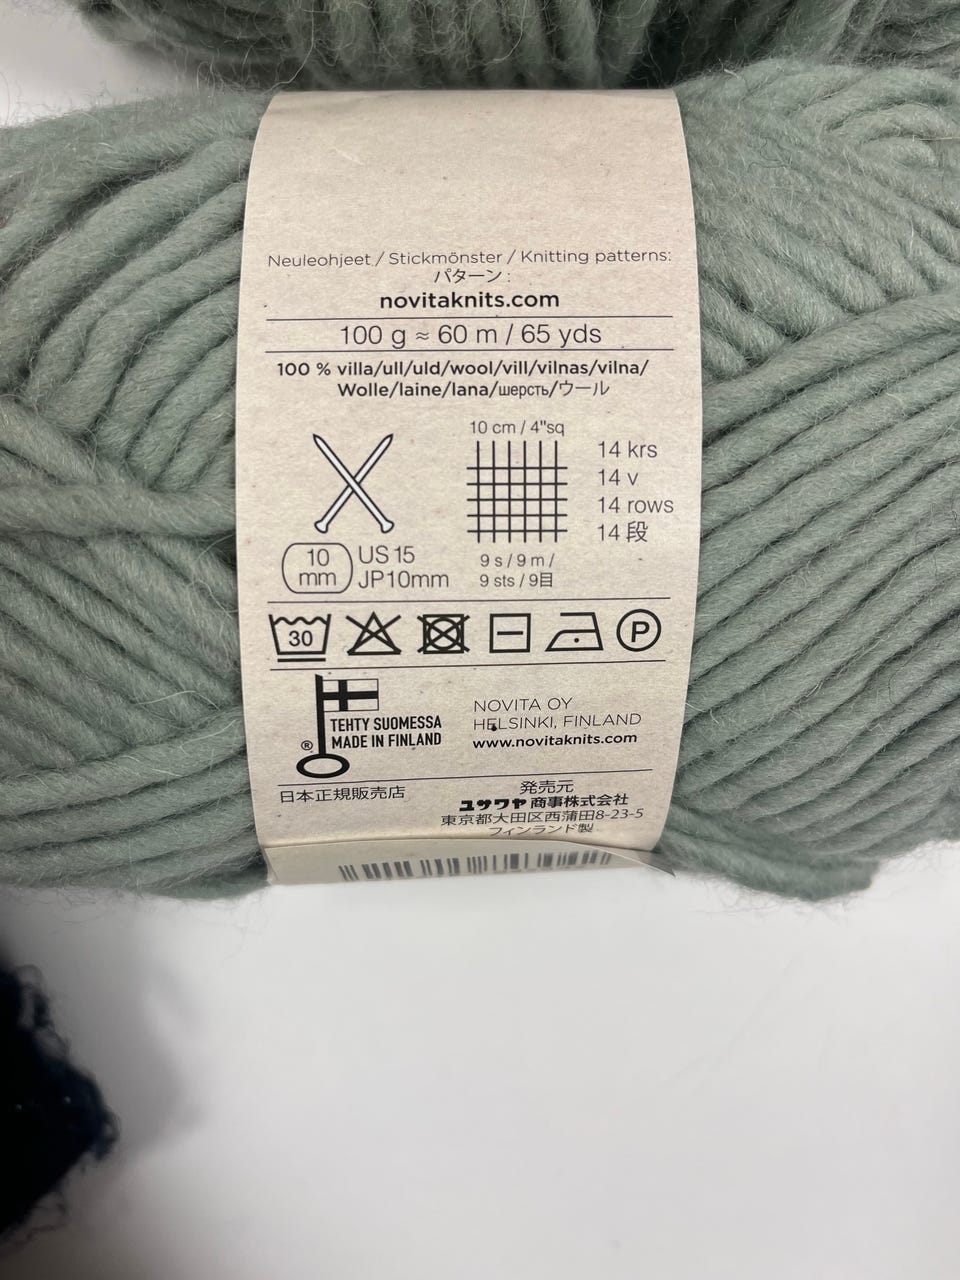 Neuleohjeet / Stickmönster / Knitting patterns:
パターン :
novitaknits.com
100 g ≈ 60 m / 65 yds
100 % villa/ull/uld/wool/vill/vilnas/vilna/
Wolle/laine/lana/шерсть/ウール
10 cm / 4"sq
14 krs
14 v
14 rows
14 段
10 mm
US 15
JP10mm
9 s / 9 m /
9 sts / 9目
30
P
TEHTY SUOMESSA
® MADE IN FINLAND
NOVITA OY
HELSINKI, FINLAND
www.novitaknits.com
日本正規販売店
発売元
ユザワヤ 商事株式会社
東京都大田区西蒲田8-23-5
フィンランド製